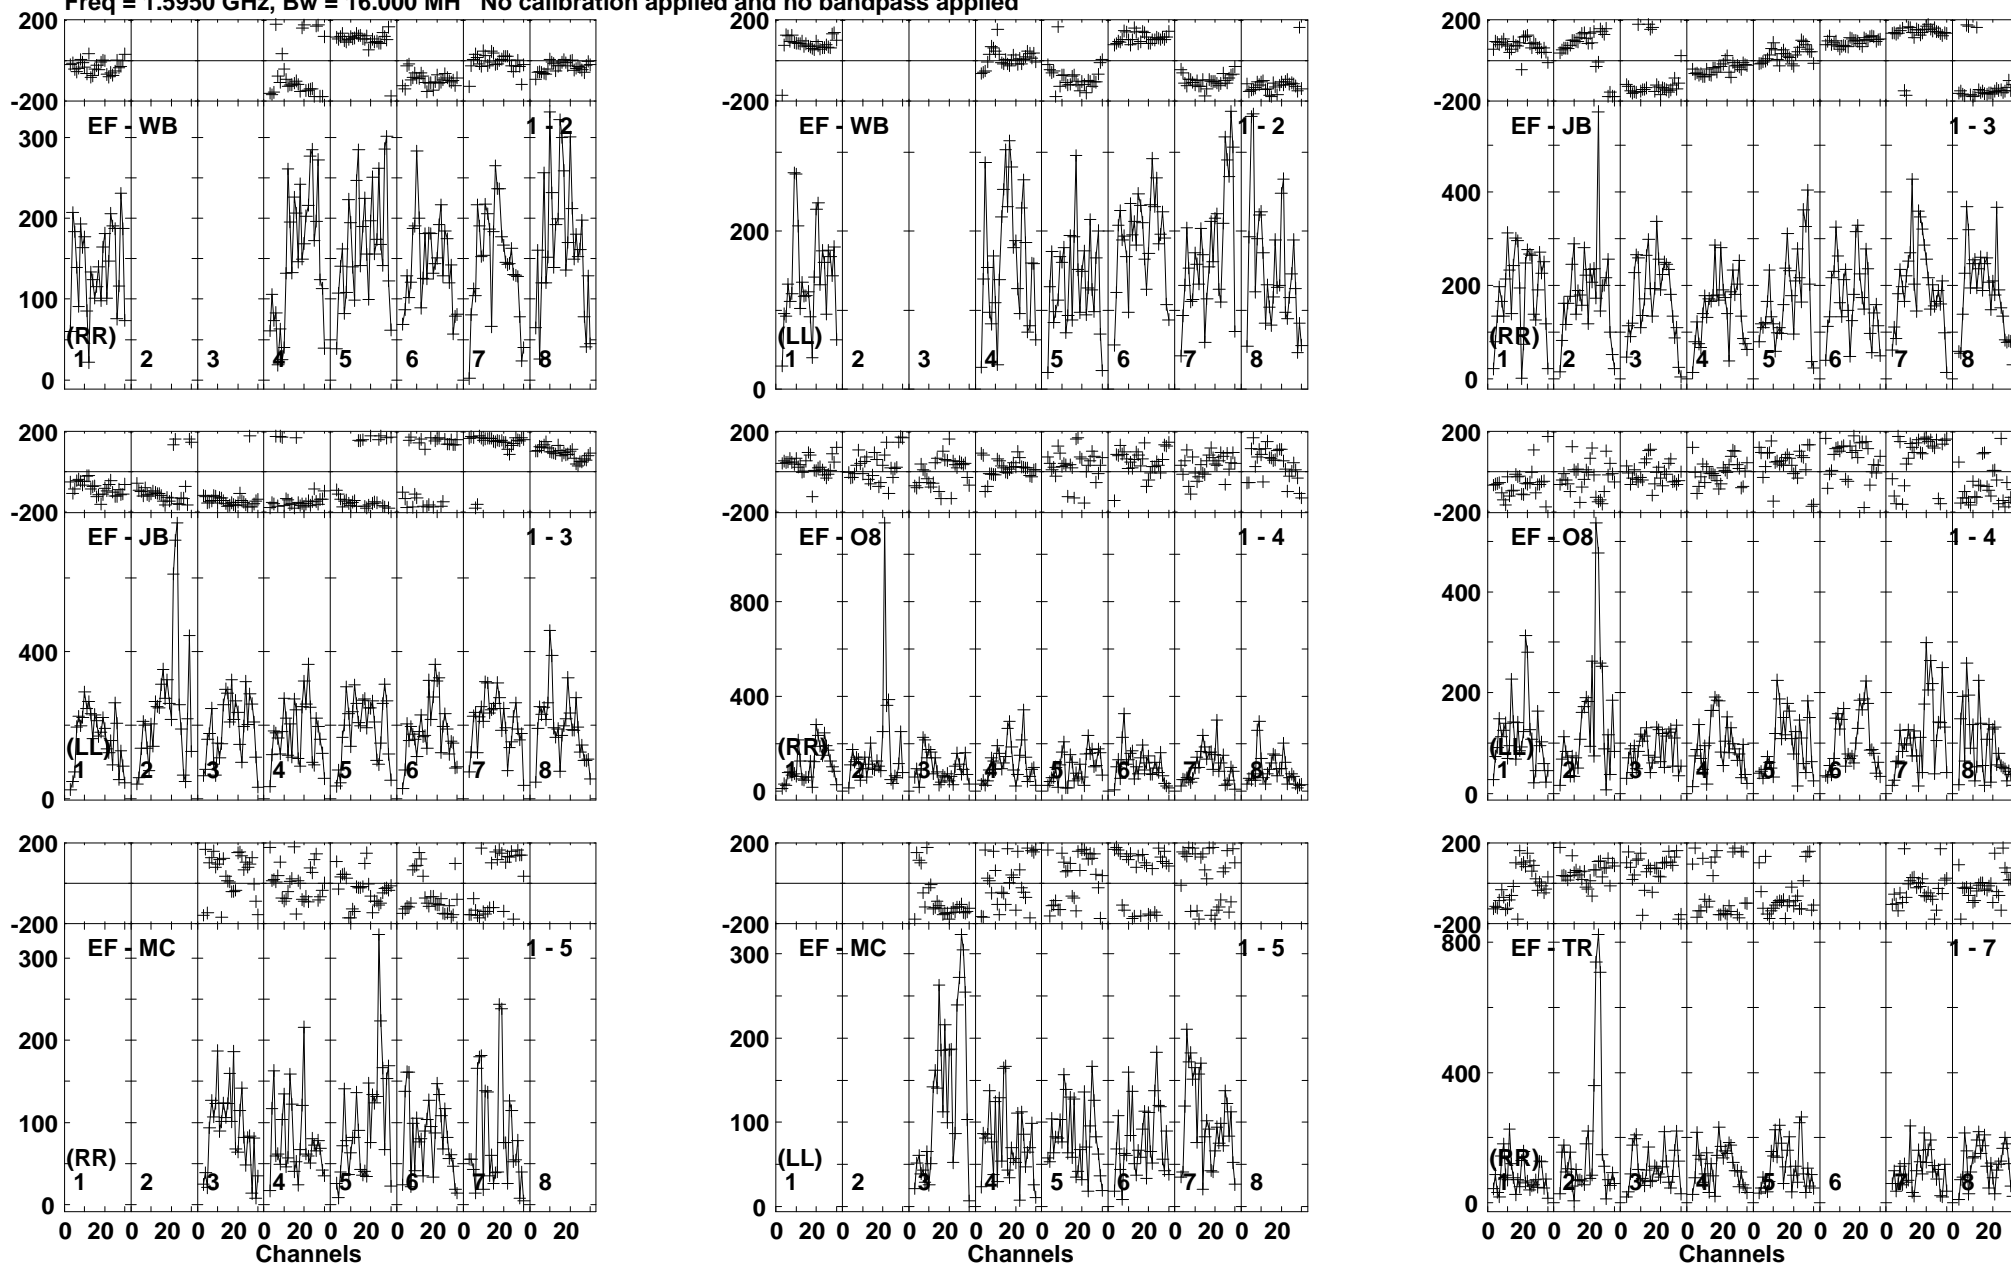 Freq = 1.5950 GHz, Bw = 16.000 MH No calibration applied and no bandpass applied
200 200 200
-200 -200 -200
EF - WB 1 - 2 EF - WB 1 - 2 EF - JB 1 - 3
300 400
200 200 200
100
(RR) (LL) (RR)
1 2 3 4 5 6 7 8 1 2 3 4 5 6 7 8 1 2 3 4 5 6 7 8
0 0 0
200 200 200
-200 -200 -200
EF - JB 1 - 3 EF - O8 1 - 4 EF - O8 1 - 4
400 800 400
400 200
(LL) (RR) (LL)
1 2 3 4 5 6 7 8 1 2 3 4 5 6 7 8 1 2 3 4 5 6 7 8
0 0 0
200 200 200
-200 -200 -200
EF - MC 1 - 5 EF - MC 1 - 5 EF - TR 1 - 7
300 300 800
200 200 400
100 100
(RR) (LL) (RR)
1 2 3 4 5 6 7 8 1 2 3 4 5 6 7 8 1 2 3 4 5 6 7 8
0 0 0
0 20 0 20 0 20 0 20 0 20 0 20 0 20 0 20 0 20 0 20 0 20 0 20 0 20 0 20 0 20 0 20 0 20 0 20 0 20 0 20 0 20 0 20 0 20 0 20
Channels Channels Channels